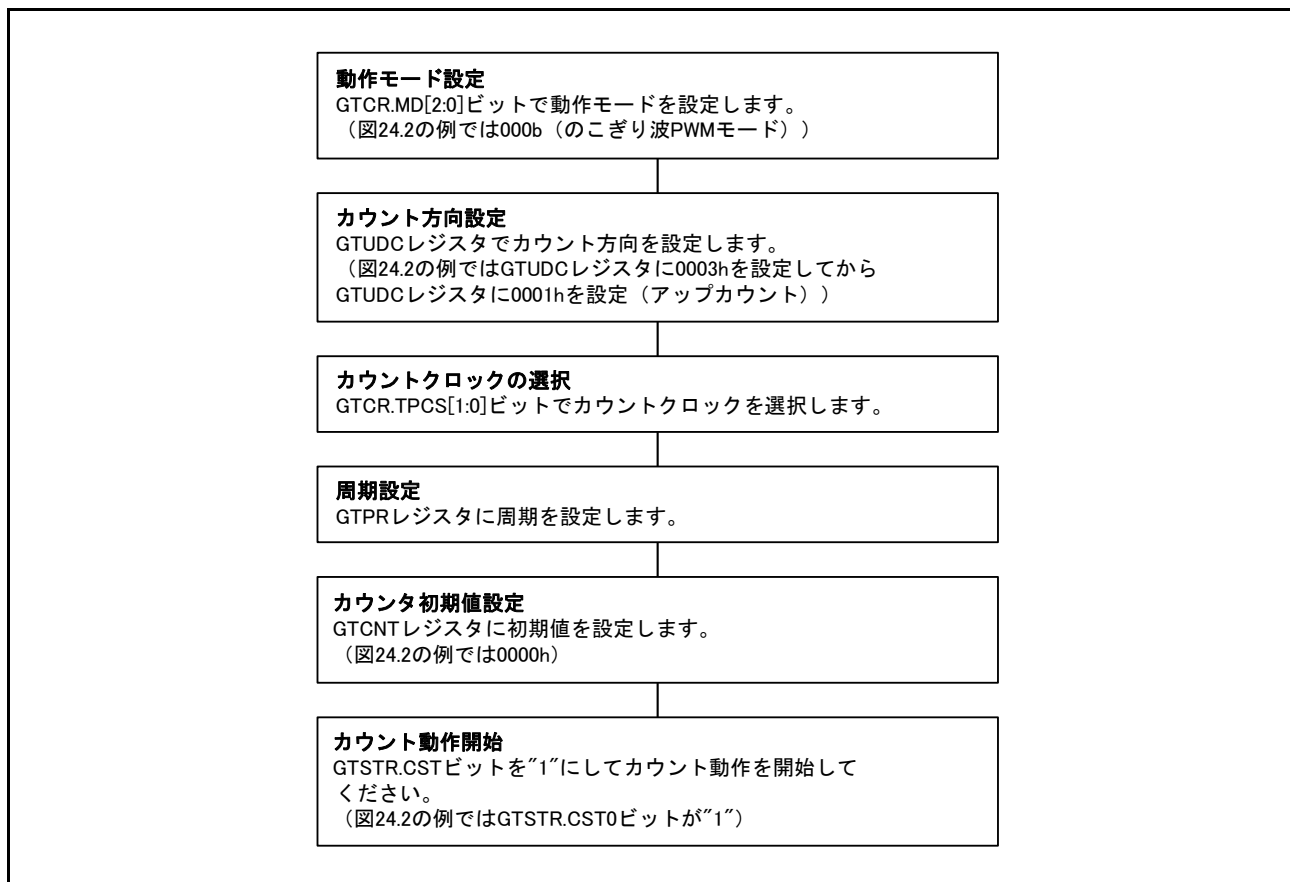 動作モード設定
GTCR.MD[2:0]ビットで動作モードを設定します。
（図24.2の例では000b（のこぎり波PWMモード））
カウント方向設定
GTUDCレジスタでカウント方向を設定します。
（図24.2の例ではGTUDCレジスタに0003hを設定してから
GTUDCレジスタに0001hを設定（アップカウント））
カウントクロックの選択
GTCR.TPCS[1:0]ビットでカウントクロックを選択します。
周期設定
GTPRレジスタに周期を設定します。
カウンタ初期値設定
GTCNTレジスタに初期値を設定します。
（図24.2の例では0000h）
カウント動作開始
GTSTR.CSTビットを"1"にしてカウント動作を開始して
ください。
（図24.2の例ではGTSTR.CST0ビットが"1"）